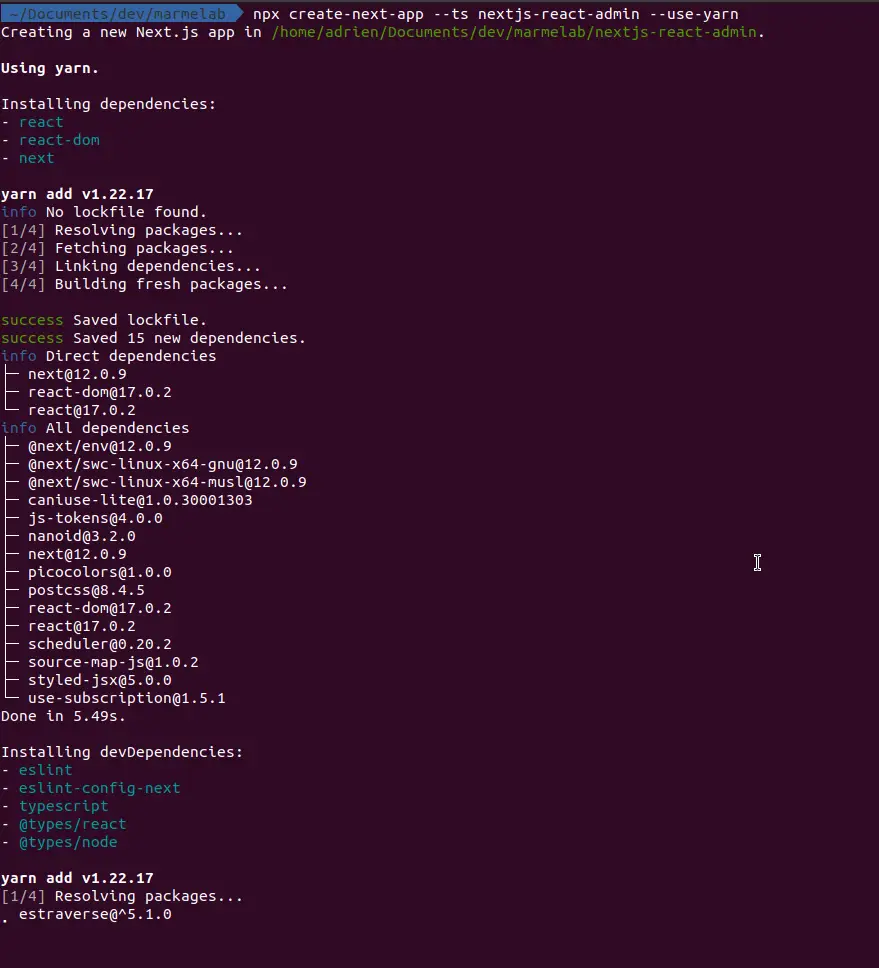 ~/Documents/dev/marmelab npx create-next-app --ts nextjs-react-admin --use-yarn
Creating a new Next.js app in /home/adrien/Documents/dev/marmelab/nextjs-react-admin.
Using yarn.
Installing dependencies:
- react
- react-dom
- next
yarn add v1.22.17
info No lockfile found.
[1/4] Resolving packages...
[2/4] Fetching packages...
[3/4] Linking dependencies...
[4/4] Building fresh packages...
success Saved lockfile.
success Saved 15 new dependencies.
info Direct dependencies
├─ next@12.0.9
├─ react-dom@17.0.2
└─ react@17.0.2
info All dependencies
├─ @next/env@12.0.9
├─ @next/swc-linux-x64-gnu@12.0.9
├─ @next/swc-linux-x64-musl@12.0.9
├─ caniuse-lite@1.0.30001303
├─ js-tokens@4.0.0
├─ nanoid@3.2.0
├─ next@12.0.9
├─ picocolors@1.0.0
├─ postcss@8.4.5
├─ react-dom@17.0.2
├─ react@17.0.2
├─ scheduler@0.20.2
├─ source-map-js@1.0.2
├─ styled-jsx@5.0.0
└─ use-subscription@1.5.1
Done in 5.49s.
Installing devDependencies:
- eslint
- eslint-config-next
- typescript
- @types/react
- @types/node
yarn add v1.22.17
[1/4] Resolving packages...
⢀ estraverse@^5.1.0